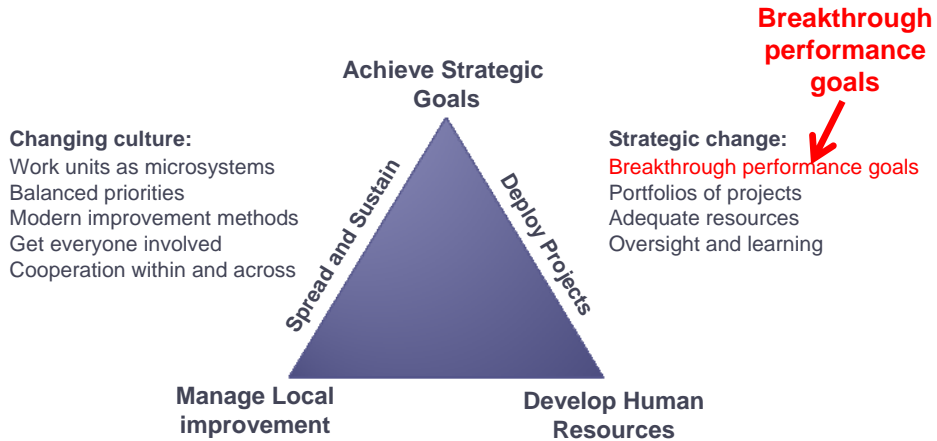 Breakthrough
performance
goals
Achieve Strategic
Goals
Changing culture:
Work units as microsystems
Balanced priorities
Modern improvement methods
Get everyone involved
Cooperation within and across
Spread and Sustain
Deploy Projects
Strategic change:
Breakthrough performance goals
Portfolios of projects
Adequate resources
Oversight and learning
Manage Local
improvement
Develop Human
Resources